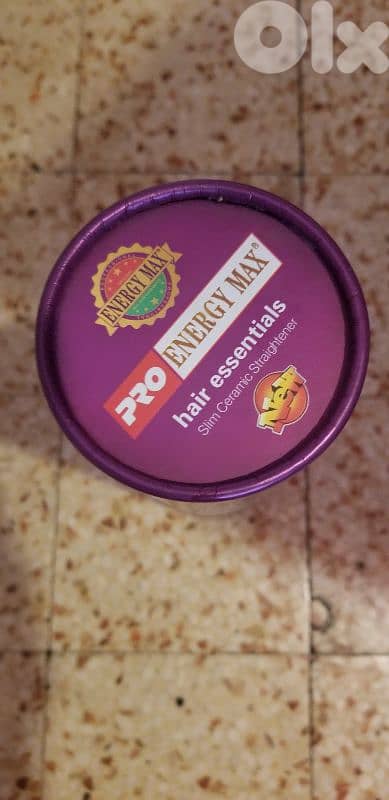 Olx
ENERGY MAX
PRO ENERGY MAX®
hair essentials
Slim Ceramic Straightener
New